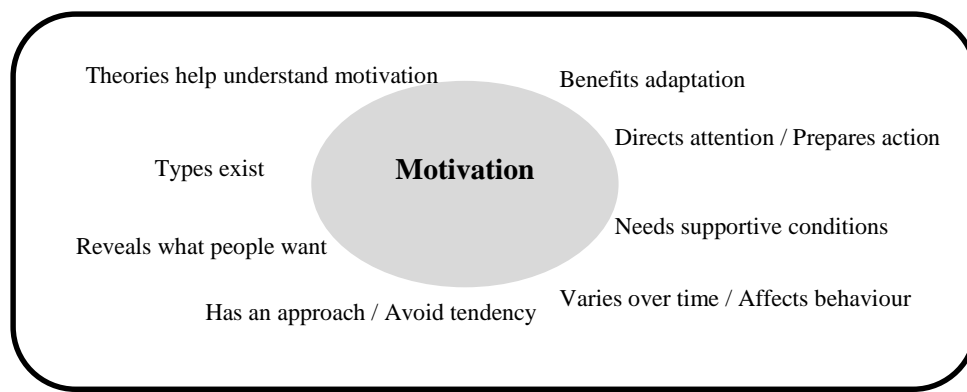 Theories help understand motivation
Benefits adaptation
Directs attention / Prepares action
Types exist
Motivation
Needs supportive conditions
Reveals what people want
Varies over time / Affects behaviour
Has an approach / Avoid tendency